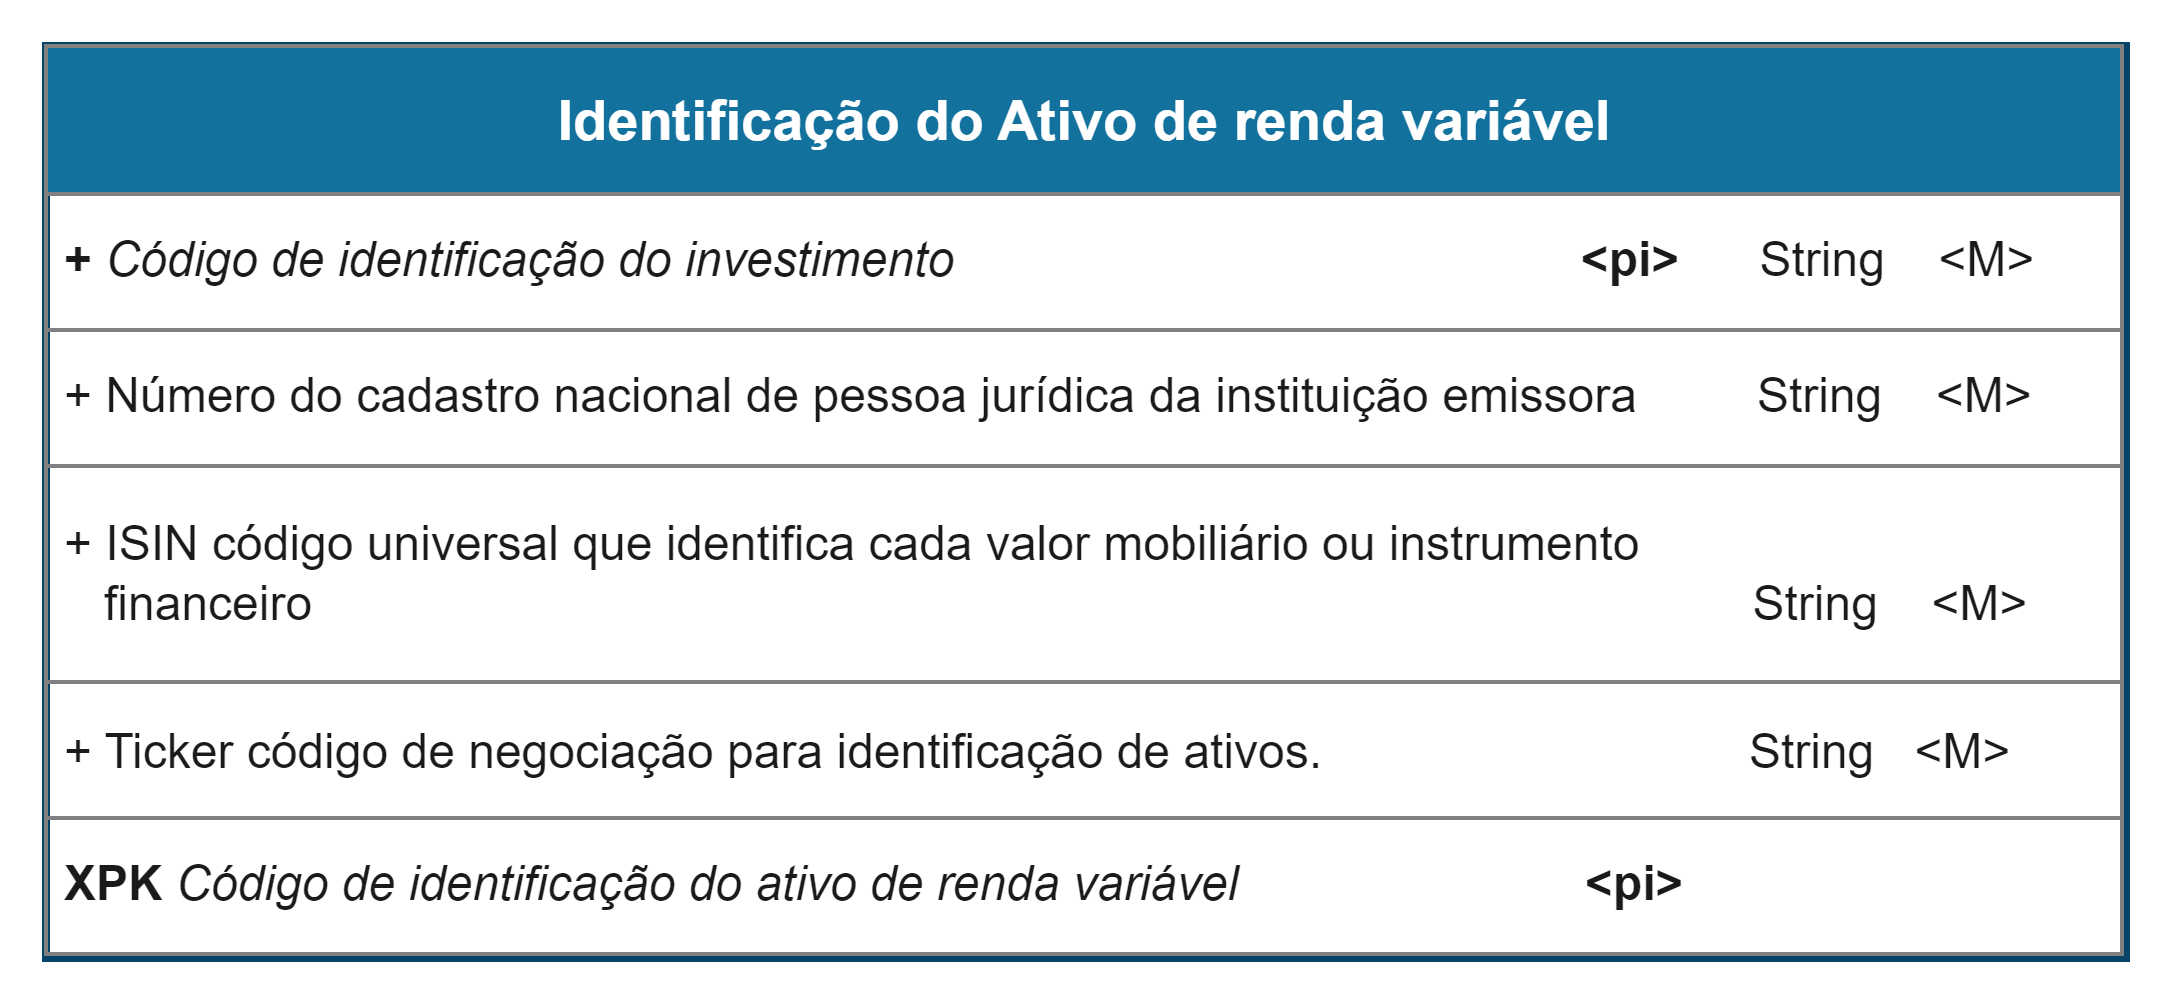 Identificação do Ativo de renda variável
+ Código de identificação do investimento <pi> String <M>
+ Número do cadastro nacional de pessoa jurídica da instituição emissora String <M>
+ ISIN código universal que identifica cada valor mobiliário ou instrumento
financeiro String <M>
+ Ticker código de negociação para identificação de ativos. String <M>
XPK Código de identificação do ativo de renda variável <pi>